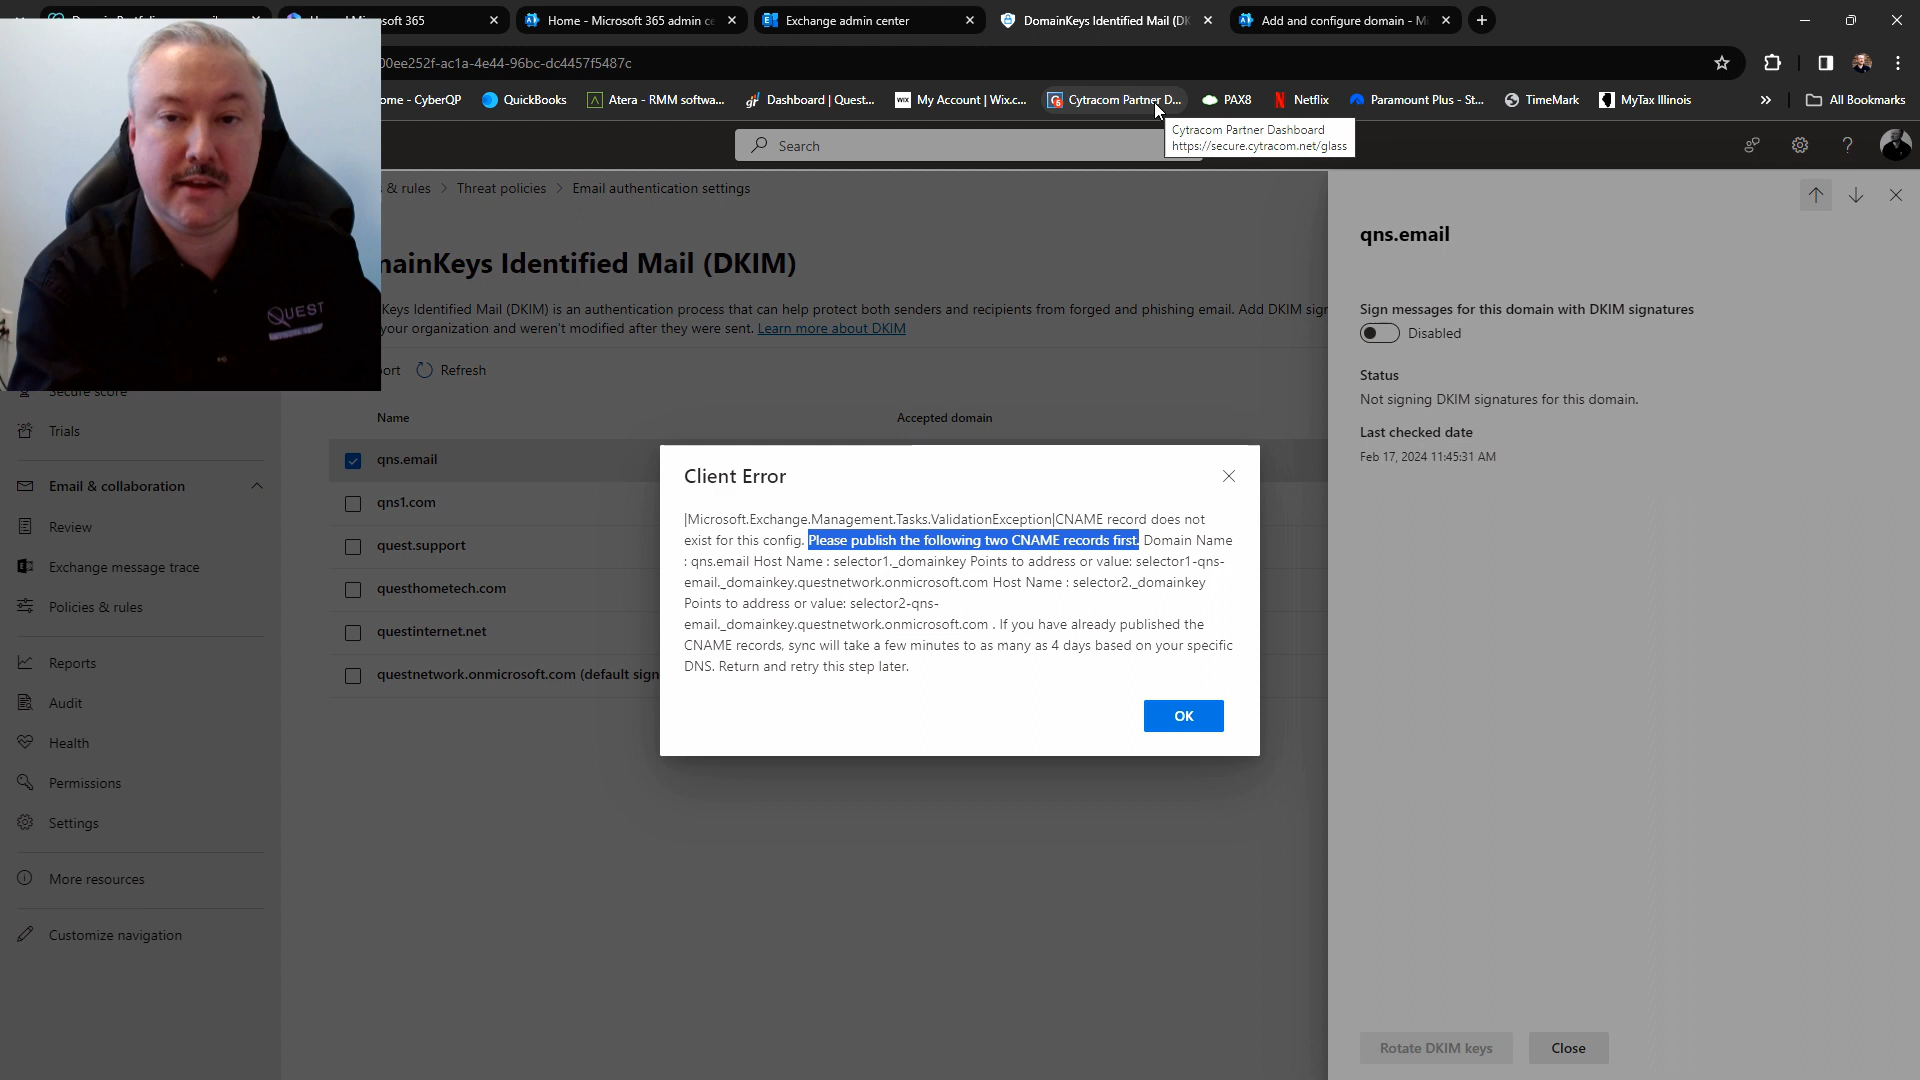 Microsoft 365
Home - Microsoft 365 admin ce
Exchange admin center
DomainKeys Identified Mail (DK
Add and configure domain - M
00ee252f-ac1a-4e44-96bc-dc4457f5487c
ome - CyberQP
QuickBooks
Atera - RMM softwa...
Dashboard | Quest...
WIX
My Account | Wix.c...
Cytracom Partner D...
PAX8
Netflix
Paramount Plus - St...
TimeMark
MyTax Illinois
All Bookmarks
Cytracom Partner Dashboard
https://secure.cytracom.net/glass
Search
& rules
Threat policies
Email authentication settings
mainKeys Identified Mail (DKIM)
Keys Identified Mail (DKIM) is an authentication process that can help protect both senders and recipients from forged and phishing email. Add DKIM sign
your organization and weren't modified after they were sent. Learn more about DKIM
ort
Refresh
Name
Accepted domain
qns.email
qns1.com
quest.support
questhometech.com
questinternet.net
questnetwork.onmicrosoft.com (default sign
QUEST
Secure score
Trials
Email & collaboration
Review
Exchange message trace
Policies & rules
Reports
Audit
Health
Permissions
Settings
More resources
Customize navigation
Client Error
|Microsoft.Exchange.Management.Tasks.ValidationException|CNAME record does not
exist for this config. Please publish the following two CNAME records first. Domain Name
: qns.email Host Name : selector1._domainkey Points to address or value: selector1-qns-
email._domainkey.questnetwork.onmicrosoft.com Host Name : selector2._domainkey
Points to address or value: selector2-qns-
email._domainkey.questnetwork.onmicrosoft.com . If you have already published the
CNAME records, sync will take a few minutes to as many as 4 days based on your specific
DNS. Return and retry this step later.
OK
qns.email
Sign messages for this domain with DKIM signatures
Disabled
Status
Not signing DKIM signatures for this domain.
Last checked date
Feb 17, 2024 11:45:31 AM
Rotate DKIM keys
Close